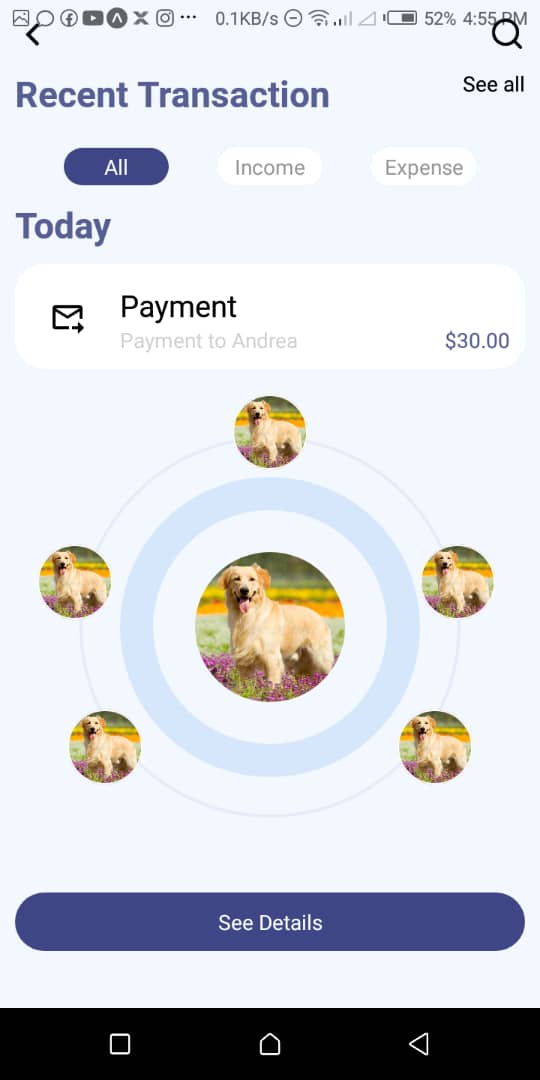 0.1KB/s 52% 4:55 PM
Recent Transaction
See all
All Income Expense
Today
Payment
Payment to Andrea
$30.00
See Details